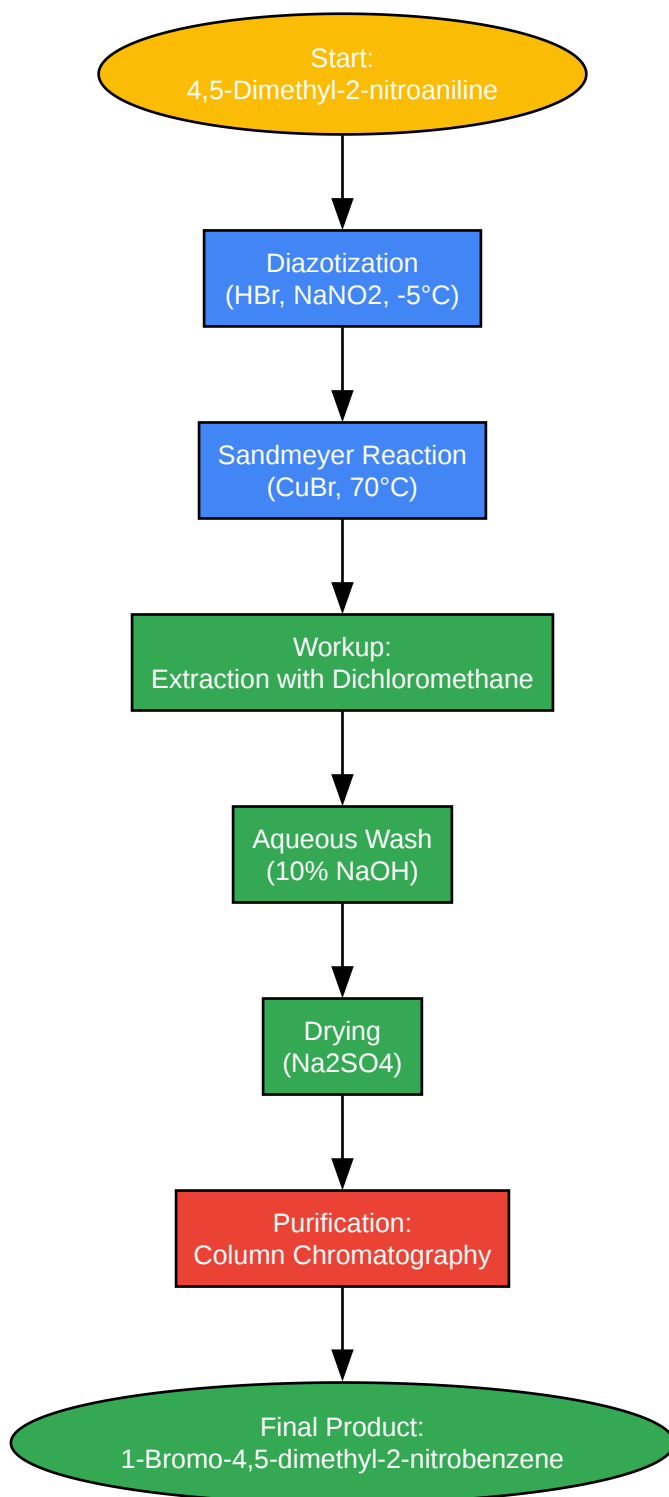 Start:
4,5-Dimethyl-2-nitroaniline
Diazotization
(HBr, NaNO2, -5°C)
Sandmeyer Reaction
(CuBr, 70°C)
Workup:
Extraction with Dichloromethane
Aqueous Wash
(10% NaOH)
Drying
(Na2SO4)
Purification:
Column Chromatography
Final Product:
1-Bromo-4,5-dimethyl-2-nitrobenzene